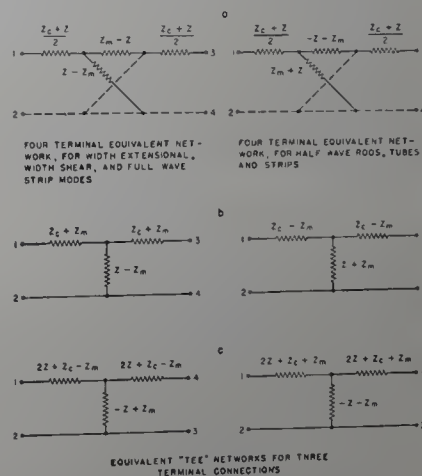 a
Zc + Z Zm - Z Zc + Z
2 2
1 3
Z - Zm
2 4
Zc + Z -Z - Zm Zc + Z
2 2
1
Zm + Z
2 4
FOUR TERMINAL EQUIVALENT NET-
WORK, FOR WIDTH EXTENSIONAL,
WIDTH SHEAR, AND FULL WAVE
STRIP MODES
FOUR TERMINAL EQUIVALENT NET-
WORK, FOR HALF WAVE RODS, TUBES
AND STRIPS
b
Zc + Zm Zc + Zm
1 3
Z - Zm
2 4
Zc - Zm Zc - Zm
1
Z + Zm
2
c
2Z + Zc - Zm 2Z + Zc - Zm
1 4
-Z + Zm
2 3
2Z + Zc + Zm 2Z + Zc + Zm
1
-Z - Zm
2
EQUIVALENT "TEE" NETWORKS FOR THREE
TERMINAL CONNECTIONS